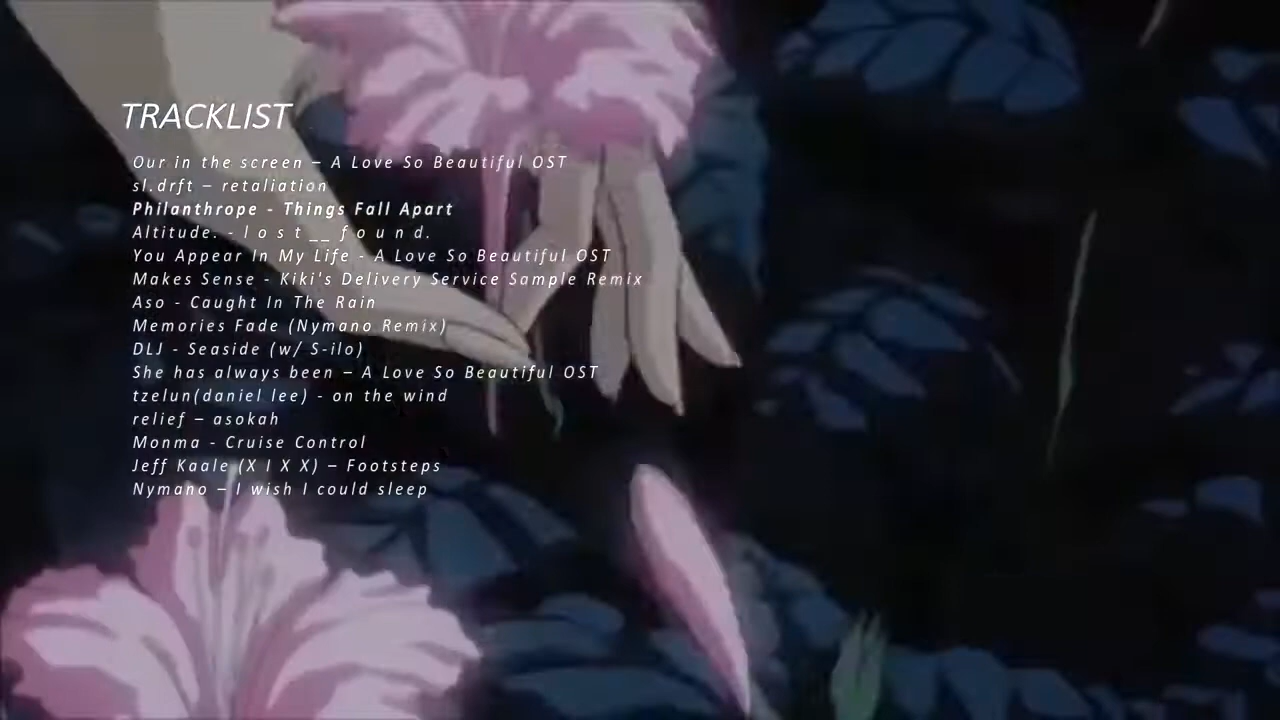 TRACKLIST
Our in the screen – A Love So Beautiful OST
sl.drft – retaliation
Philanthrope - Things Fall Apart
Altitude. - l o s t __ f o u n d.
You Appear In My Life - A Love So Beautiful OST
Makes Sense - Kiki's Delivery Service Sample Remix
Aso - Caught In The Rain
Memories Fade (Nymano Remix)
DLJ - Seaside (w/ S-ilo)
She has always been – A Love So Beautiful OST
tzelun(daniel lee) - on the wind
relief – asokah
Monma - Cruise Control
Jeff Kaale (X I X X) – Footsteps
Nymano – I wish I could sleep